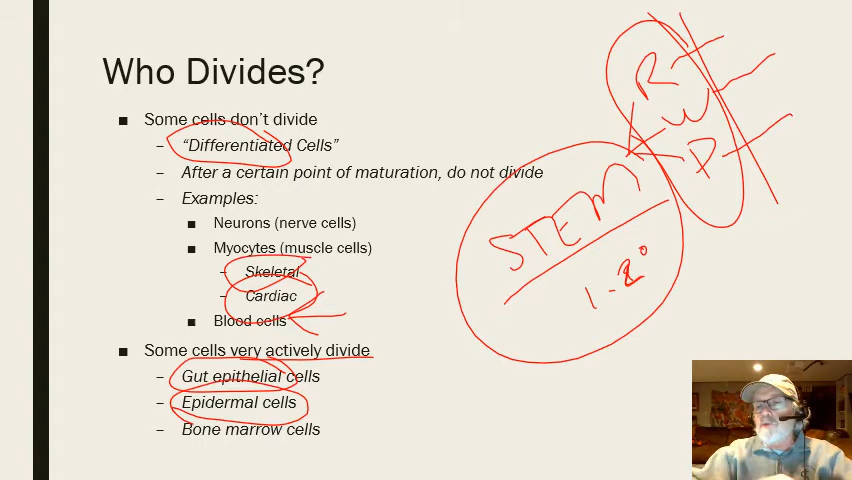 Who Divides?
Some cells don't divide
"Differentiated Cells"
After a certain point of maturation, do not divide
Examples:
Neurons (nerve cells)
Myocytes (muscle cells)
Skeletal
Cardiac
Blood cells
Some cells very actively divide
Gut epithelial cells
Epidermal cells
Bone marrow cells
R
W
P
STEM